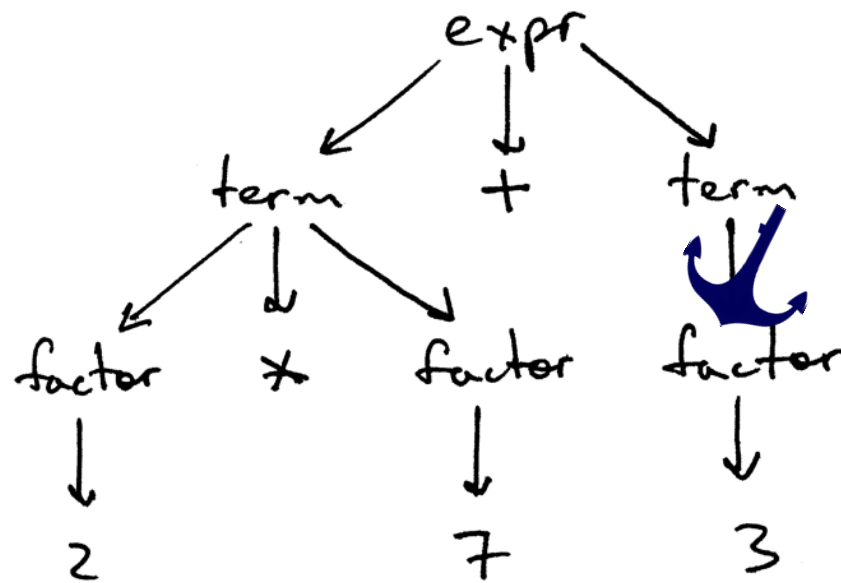 expr
term + term
factor * factor factor
2 7 3